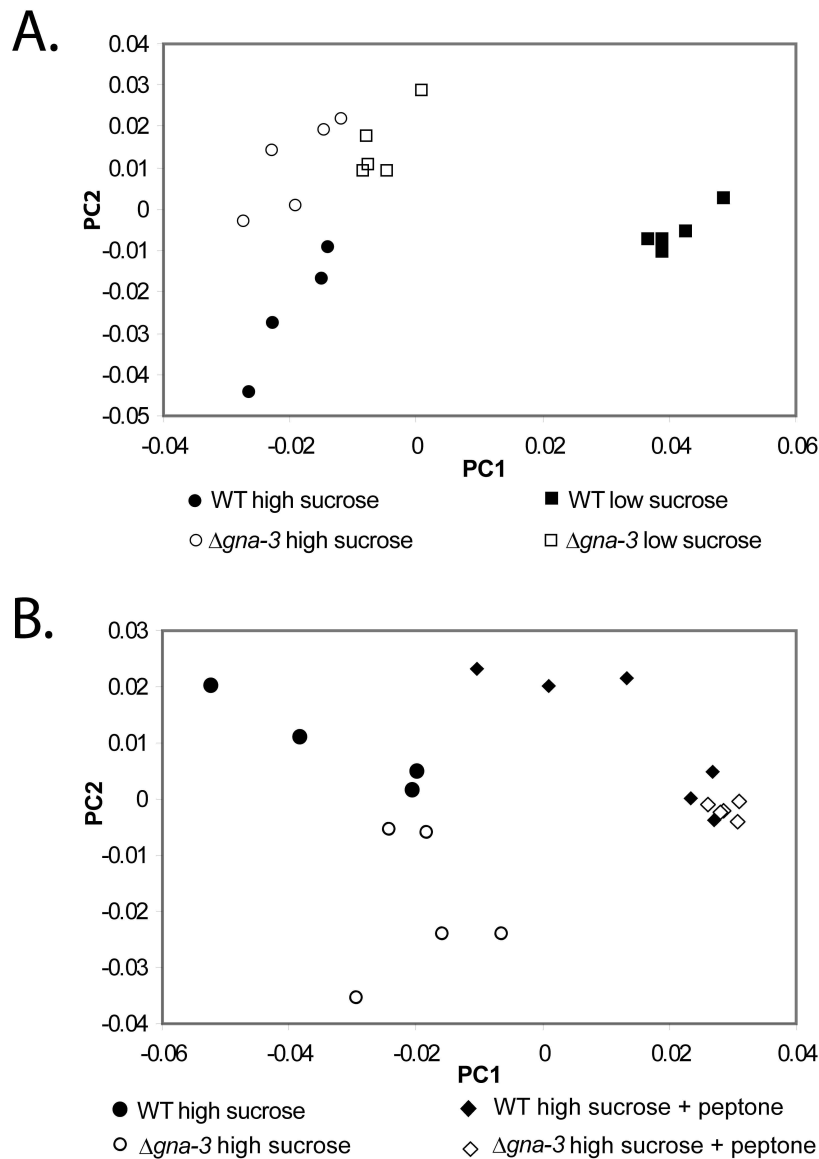 A.
0.04
0.03
0.02
0.01
0
-0.01
-0.02
-0.03
-0.04
-0.05
PC2
-0.04 -0.02 0 0.02 0.04 0.06
PC1
WT high sucrose WT low sucrose
Δgna-3 high sucrose Δgna-3 low sucrose
B.
0.03
0.02
0.01
0
-0.01
-0.02
-0.03
-0.04
PC2
-0.06 -0.04 -0.02 0 0.02 0.04
PC1
WT high sucrose WT high sucrose + peptone
Δgna-3 high sucrose Δgna-3 high sucrose + peptone